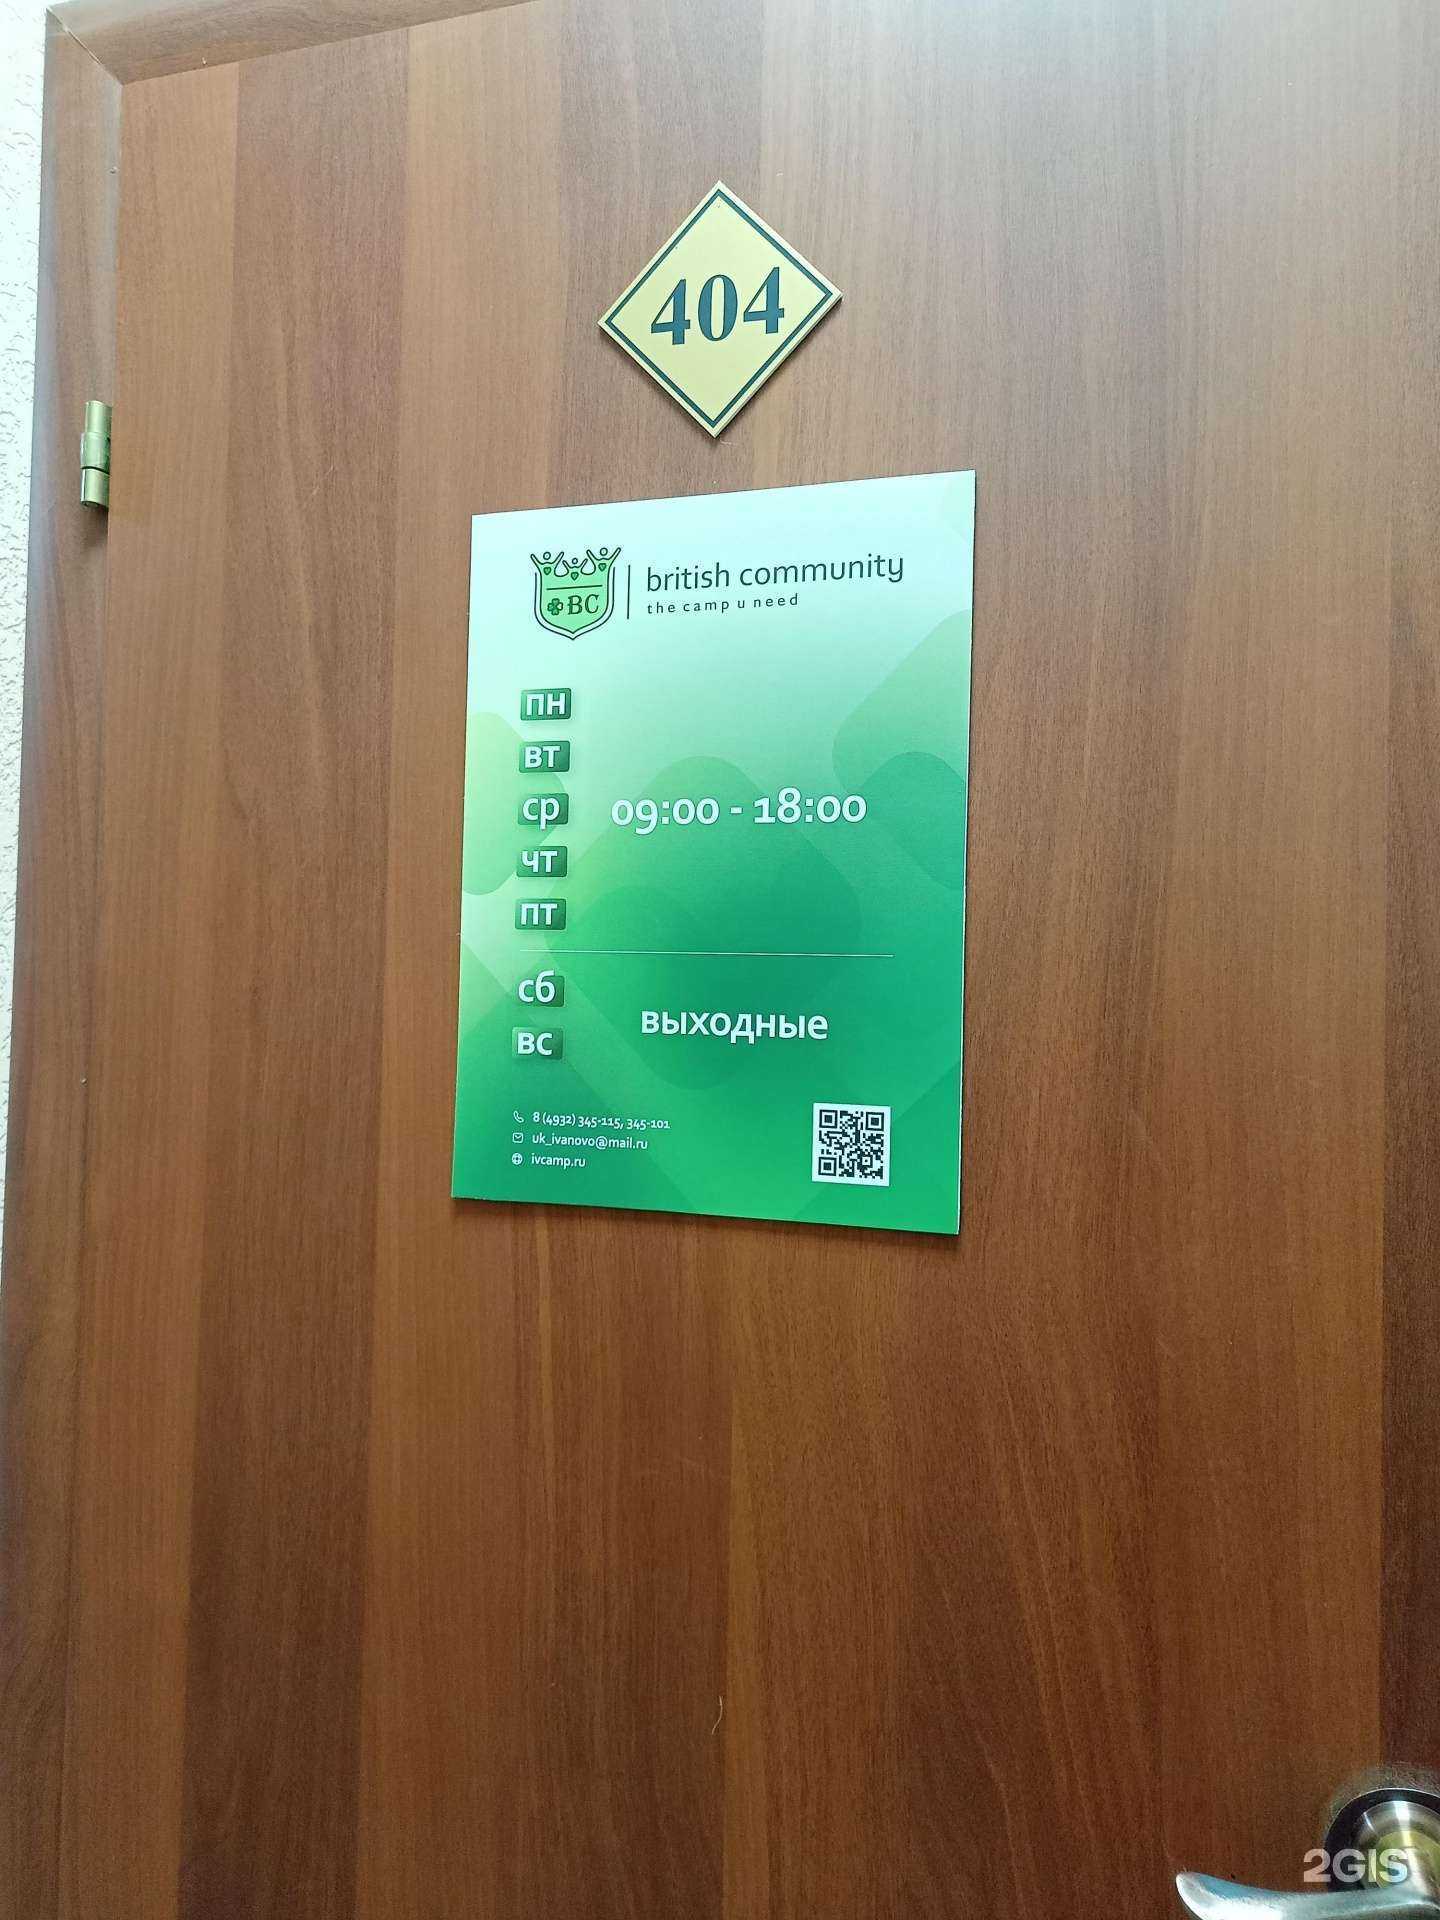 404
BC
british community
the camp u need
пн
вт
ср
чт
пт
09:00 - 18:00
сб
вс
выходные
8 (4932) 345-115, 345-101
uk_ivanovo@mail.ru
ivcamp.ru
2GIS